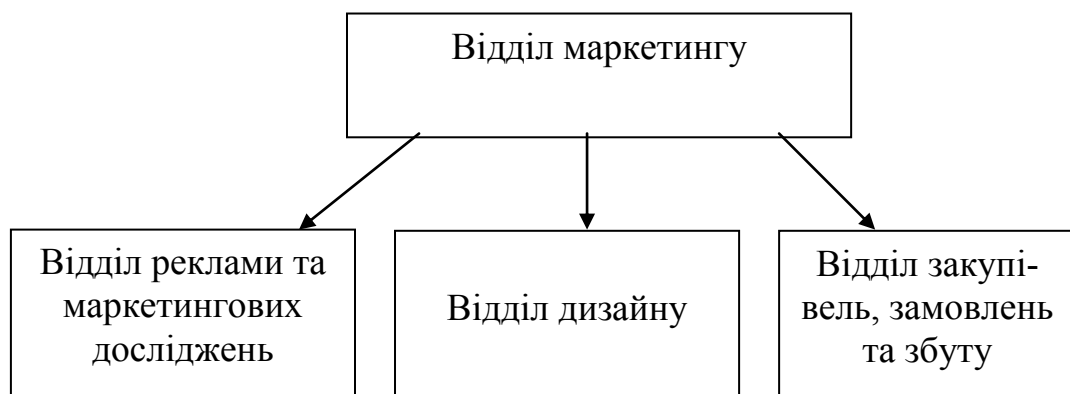 Відділ маркетингу
Відділ реклами та
маркетингових
досліджень
Відділ дизайну
Відділ закупі-
вель, замовлень
та збуту